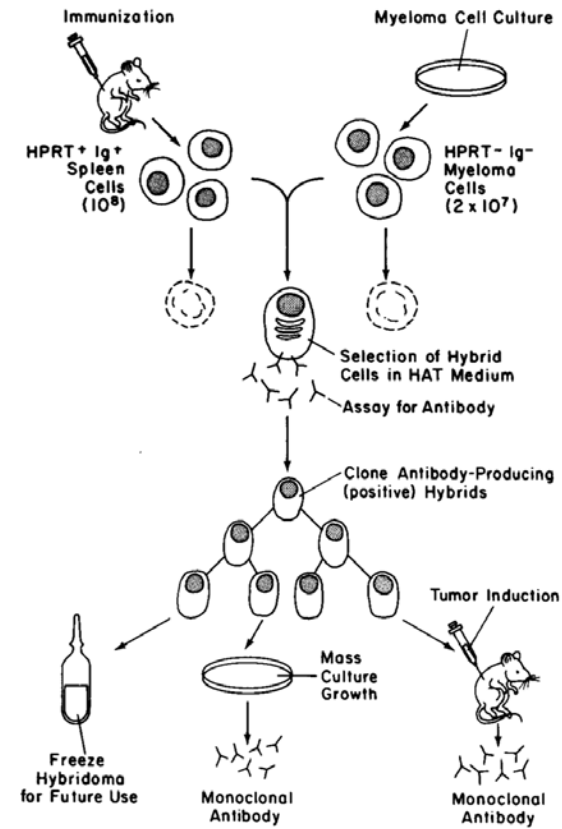 Immunization
Myeloma Cell Culture
HPRT⁺ Ig⁺
Spleen
Cells
(10⁸)
HPRT⁻ Ig⁻
Myeloma
Cells
(2 x 10⁷)
Selection of Hybrid
Cells in HAT Medium
Assay for Antibody
Clone Antibody-Producing
(positive) Hybrids
Tumor Induction
Mass
Culture
Growth
Freeze
Hybridoma
for Future Use
Monoclonal
Antibody
Monoclonal
Antibody